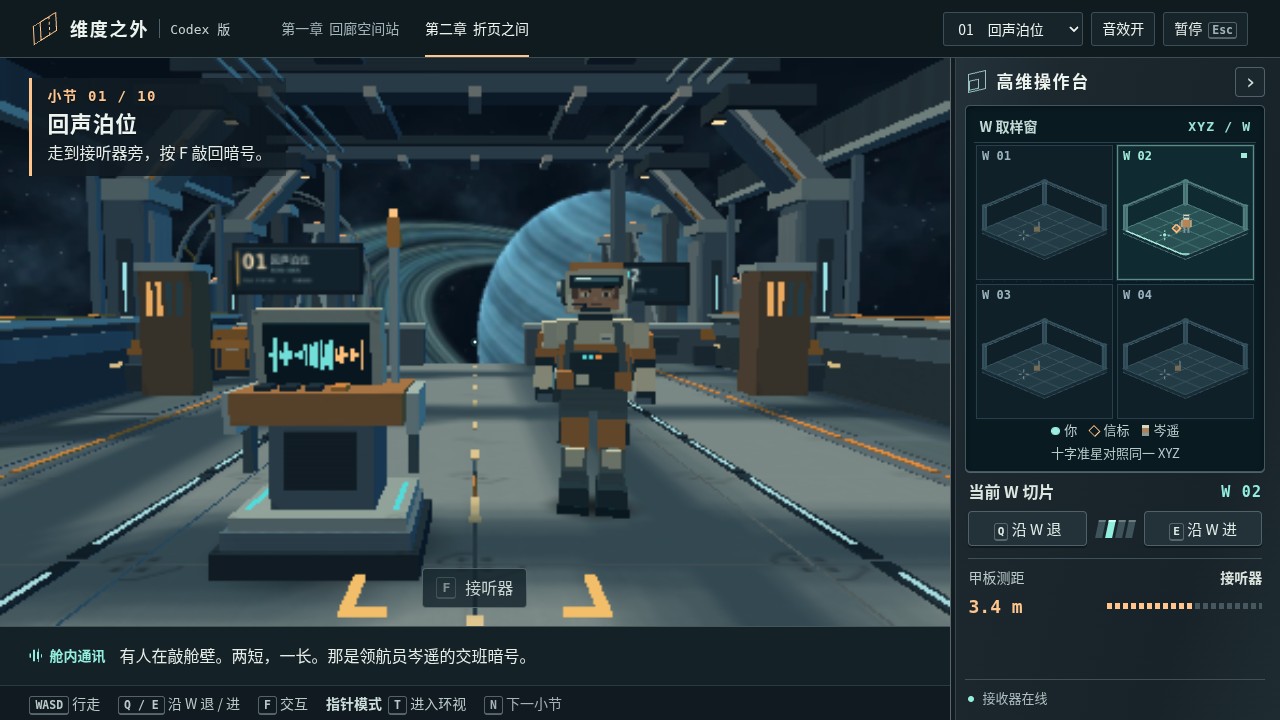 维度之外 Codex 版 第一章 回廊空间站 第二章 折页之间 01 回声泊位 音效开 暂停 Esc
小节 01 / 10
回声泊位
走到接听器旁，按 F 敲回暗号。
01 回声泊位
F 接听器
高维操作台
W 取样窗 XYZ / W
W 01 W 02
W 03 W 04
你 信标 岑遥
十字准星对照同一 XYZ
当前 W 切片 W 02
Q 沿 W 退 E 沿 W 进
甲板测距 接听器
3.4 m
接收器在线
舱内通讯 有人在敲舱壁。两短，一长。那是领航员岑遥的交班暗号。
WASD 行走 Q / E 沿 W 退 / 进 F 交互 指针模式 T 进入环视 N 下一小节